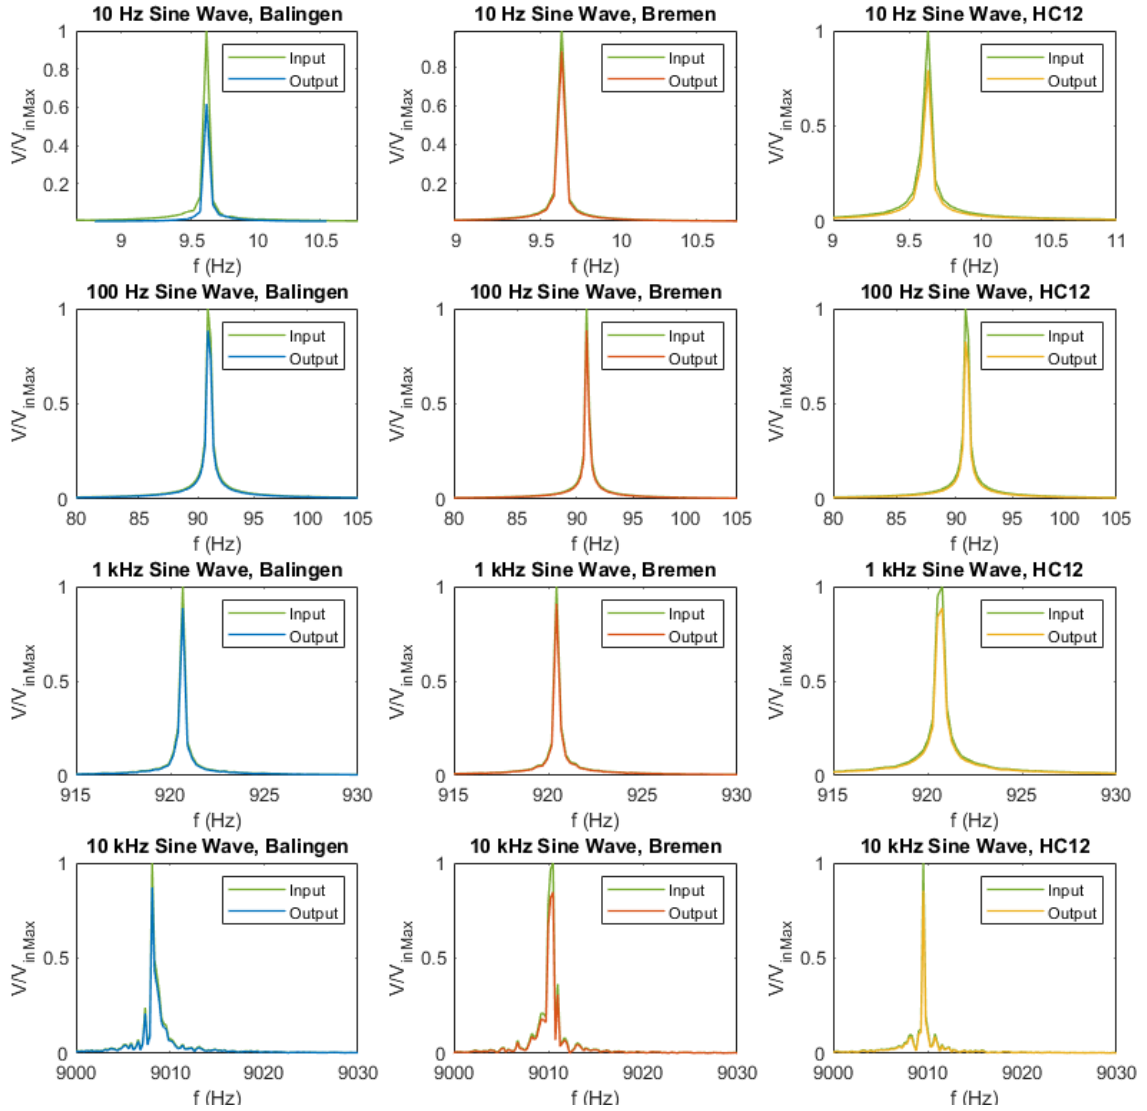 10 Hz Sine Wave, Balingen
1
0.8
0.6
0.4
0.2
V/V in Max
Input
Output
9
9.5
10
10.5
f (Hz)
10 Hz Sine Wave, Bremen
0.8
0.6
0.4
0.2
V/V in Max
Input
Output
9
9.5
10
10.5
f (Hz)
10 Hz Sine Wave, HC12
1
0.5
0
V/V in Max
Input
Output
9
9.5
10
10.5
11
f (Hz)
100 Hz Sine Wave, Balingen
1
0.5
0
V/V in Max
Input
Output
80
85
90
95
100
105
f (Hz)
100 Hz Sine Wave, Bremen
1
0.5
0
V/V in Max
Input
Output
80
85
90
95
100
105
f (Hz)
100 Hz Sine Wave, HC12
1
0.5
0
V/V in Max
Input
Output
80
85
90
95
100
105
f (Hz)
1 kHz Sine Wave, Balingen
1
0.5
0
V/V in Max
Input
Output
915
920
925
930
f (Hz)
1 kHz Sine Wave, Bremen
1
0.5
0
V/V in Max
Input
Output
915
920
925
930
f (Hz)
1 kHz Sine Wave, HC12
1
0.5
0
V/V in Max
Input
Output
915
920
925
930
f (Hz)
10 kHz Sine Wave, Balingen
1
0.5
0
V/V in Max
Input
Output
9000
9010
9020
9030
f (Hz)
10 kHz Sine Wave, Bremen
1
0.5
0
V/V in Max
Input
Output
9000
9010
9020
9030
f (Hz)
10 kHz Sine Wave, HC12
1
0.5
0
V/V in Max
Input
Output
9000
9010
9020
9030
f (Hz)